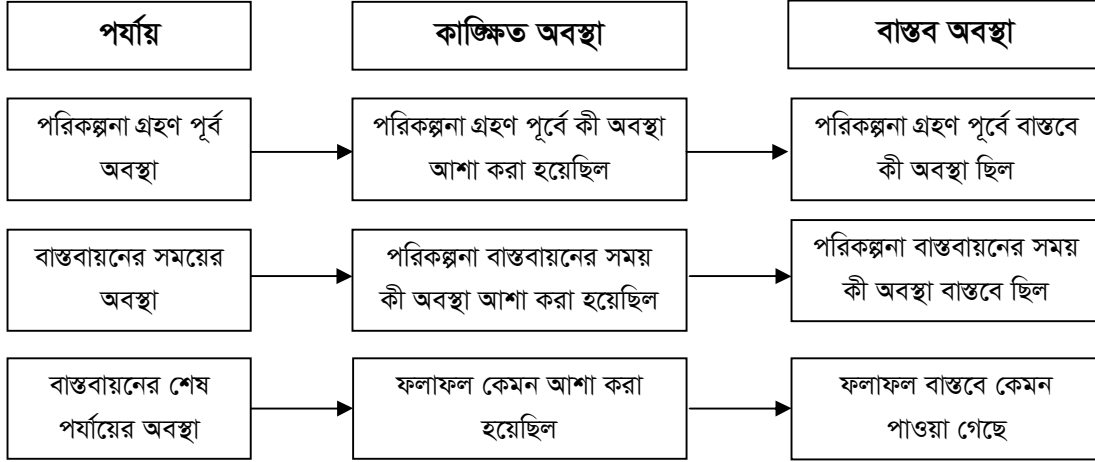 পর্যায়
কাঙ্ক্ষিত অবস্থা
বাস্তব অবস্থা
পরিকল্পনা গ্রহণ পূর্ব
অবস্থা
পরিকল্পনা গ্রহণ পূর্বে কী অবস্থা
আশা করা হয়েছিল
পরিকল্পনা গ্রহণ পূর্বে বাস্তবে
কী অবস্থা ছিল
বাস্তবায়নের সময়ের
অবস্থা
পরিকল্পনা বাস্তবায়নের সময়
কী অবস্থা আশা করা হয়েছিল
পরিকল্পনা বাস্তবায়নের সময়
কী অবস্থা বাস্তবে ছিল
বাস্তবায়নের শেষ
পর্যায়ের অবস্থা
ফলাফল কেমন আশা করা
হয়েছিল
ফলাফল বাস্তবে কেমন
পাওয়া গেছে